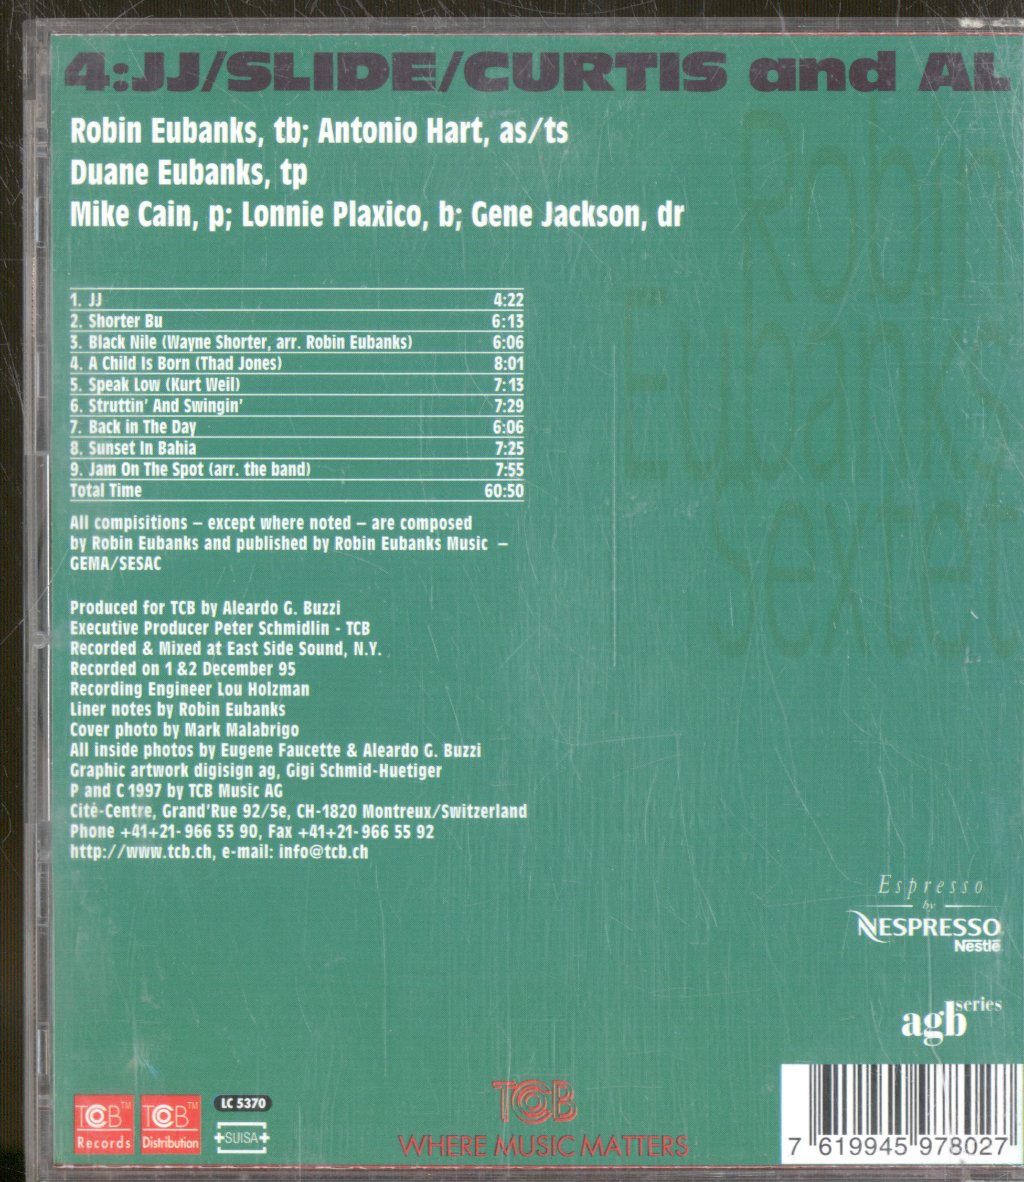 4:JJ/SLIDE/CURTIS and AL
Robin Eubanks, tb; Antonio Hart, as/ts
Duane Eubanks, tp
Mike Cain, p; Lonnie Plaxico, b; Gene Jackson, dr
Robin
Eubanks
Sextet
1. JJ 4:22
2. Shorter Bu 6:13
3. Black Nile (Wayne Shorter, arr. Robin Eubanks) 6:06
4. A Child Is Born (Thad Jones) 8:01
5. Speak Low (Kurt Weil) 7:13
6. Struttin' And Swingin' 7:29
7. Back in The Day 6:06
8. Sunset In Bahia 7:25
9. Jam On The Spot (arr. the band) 7:55
Total Time 60:50
All compisitions – except where noted – are composed
by Robin Eubanks and published by Robin Eubanks Music –
GEMA/SESAC
Produced for TCB by Aleardo G. Buzzi
Executive Producer Peter Schmidlin - TCB
Recorded & Mixed at East Side Sound, N.Y.
Recorded on 1 & 2 December 95
Recording Engineer Lou Holzman
Liner notes by Robin Eubanks
Cover photo by Mark Malabrigo
All inside photos by Eugene Faucette & Aleardo G. Buzzi
Graphic artwork digisign ag, Gigi Schmid-Huetiger
P and C 1997 by TCB Music AG
Cité-Centre, Grand'Rue 92/5e, CH-1820 Montreux/Switzerland
Phone +41+21- 966 55 90, Fax +41+21- 966 55 92
http://www.tcb.ch, e-mail: info@tcb.ch
Espresso
by
NESPRESSO
Nestlé
agb series
TCB™
Records
TCB™
Distribution
LC 5370
SUISA
TCB
WHERE MUSIC MATTERS
7 619945 978027